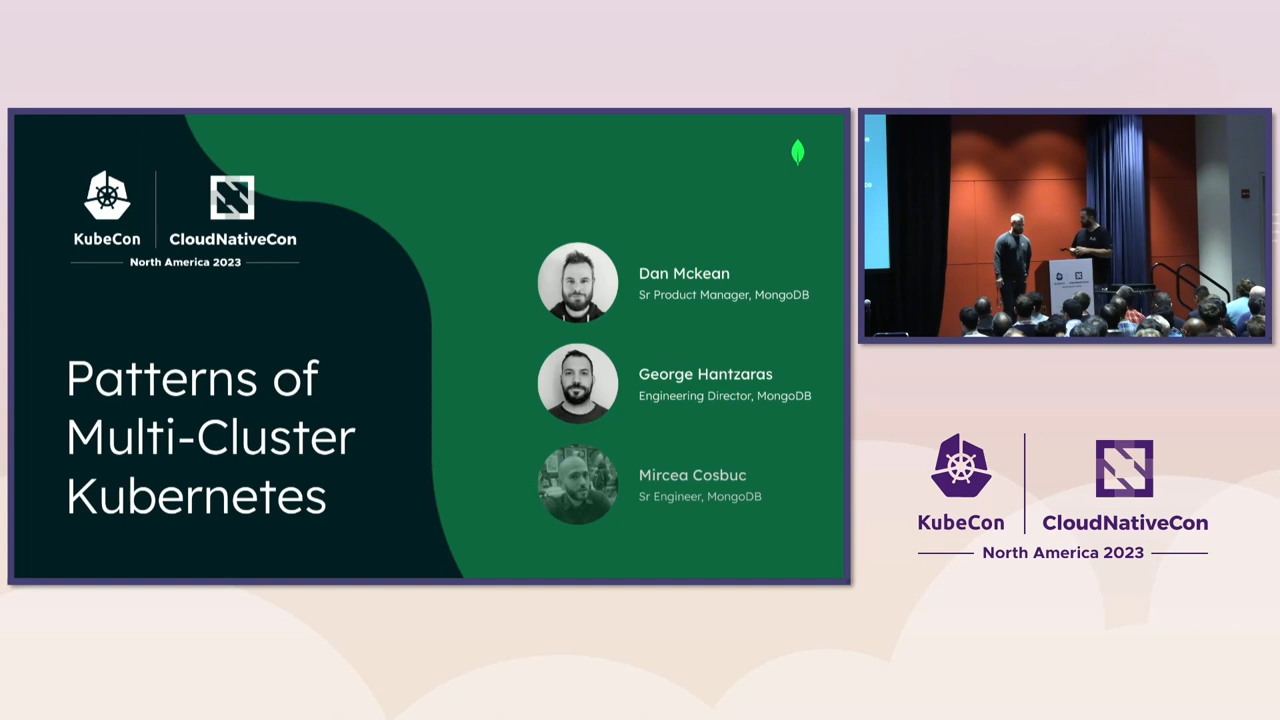 KubeCon
CloudNativeCon
North America 2023
Patterns of
Multi-Cluster
Kubernetes
Dan Mckean
Sr Product Manager, MongoDB
George Hantzaras
Engineering Director, MongoDB
Mircea Cosbuc
Sr Engineer, MongoDB
KubeCon
CloudNativeCon
North America 2023